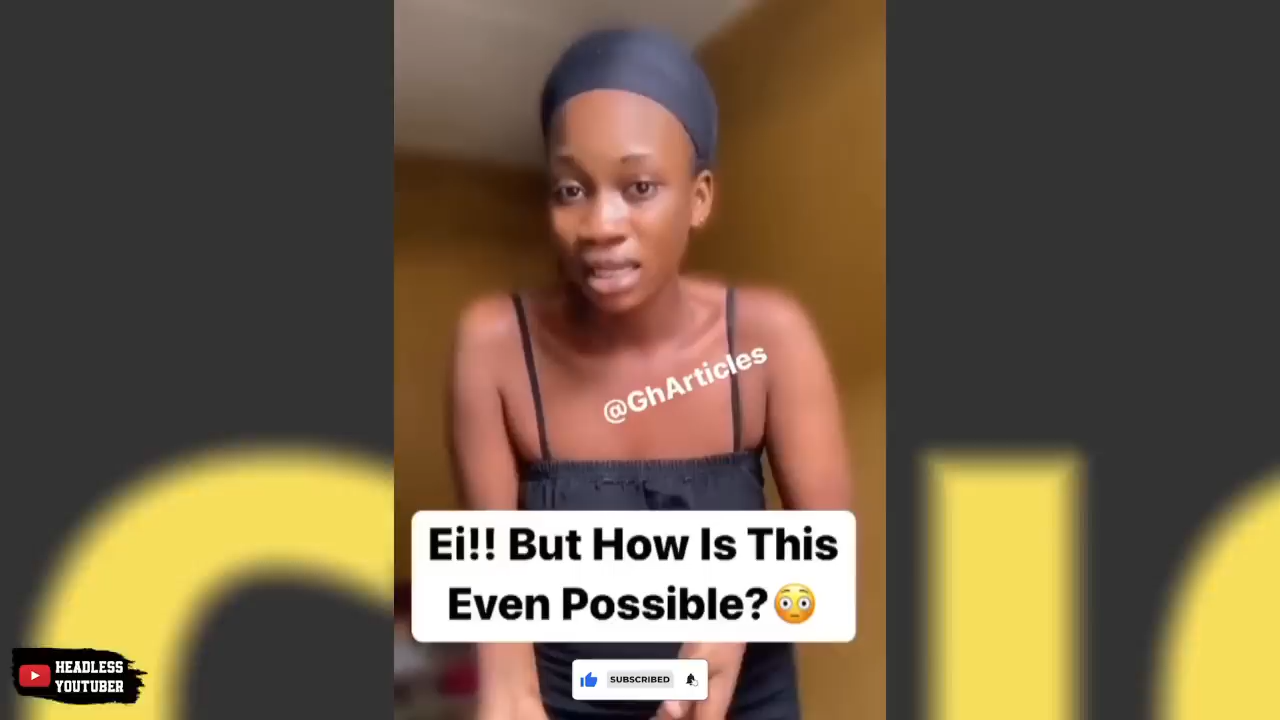 @GhArticles
Ei!! But How Is This
Even Possible?😳
SUBSCRIBED
HEADLESS
YOUTUBER